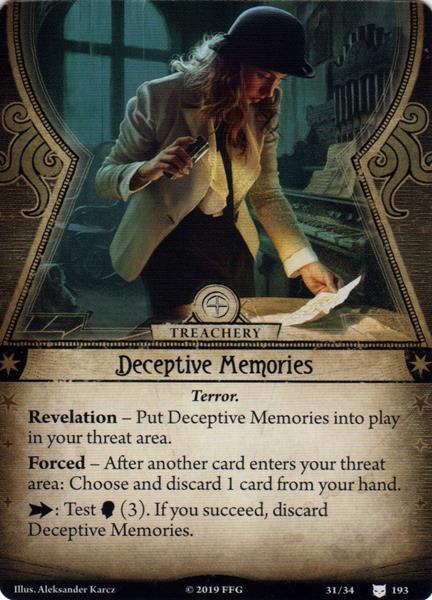 TREACHERY
Deceptive Memories
Terror.
Revelation – Put Deceptive Memories into play
in your threat area.
Forced – After another card enters your threat
area: Choose and discard 1 card from your hand.
: Test (3). If you succeed, discard
Deceptive Memories.
Illus. Aleksander Karcz © 2019 FFG 31/34 193